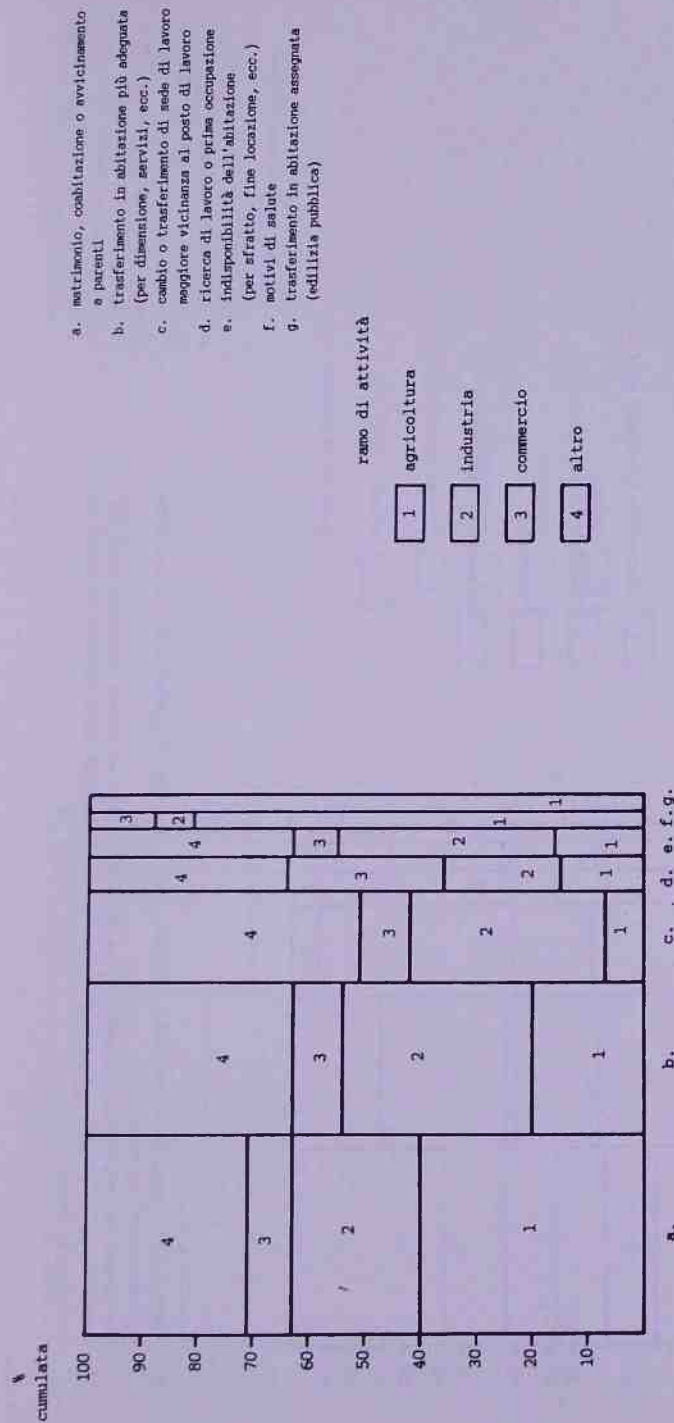 %
cumulata
100
90
80
70
60
50
40
30
20
10
4
3
2
1
4
3
2
1
4
3
2
1
4
3
2
1
4
3
2
1
3
2
1
1
a.
b.
c.
d.
e.
f.
g.
a. matrimonio, coabitazione o avvicinamento
a parenti
b. trasferimento in abitazione più adeguata
(per dimensione, servizi, ecc.)
c. cambio o trasferimento di sede di lavoro
maggiore vicinanza al posto di lavoro
d. ricerca di lavoro o prima occupazione
e. indisponibilità dell'abitazione
(per sfratto, fine locazione, ecc.)
f. motivi di salute
g. trasferimento in abitazione assegnata
(edilizia pubblica)
ramo di attività
1 agricoltura
2 industria
3 commercio
4 altro